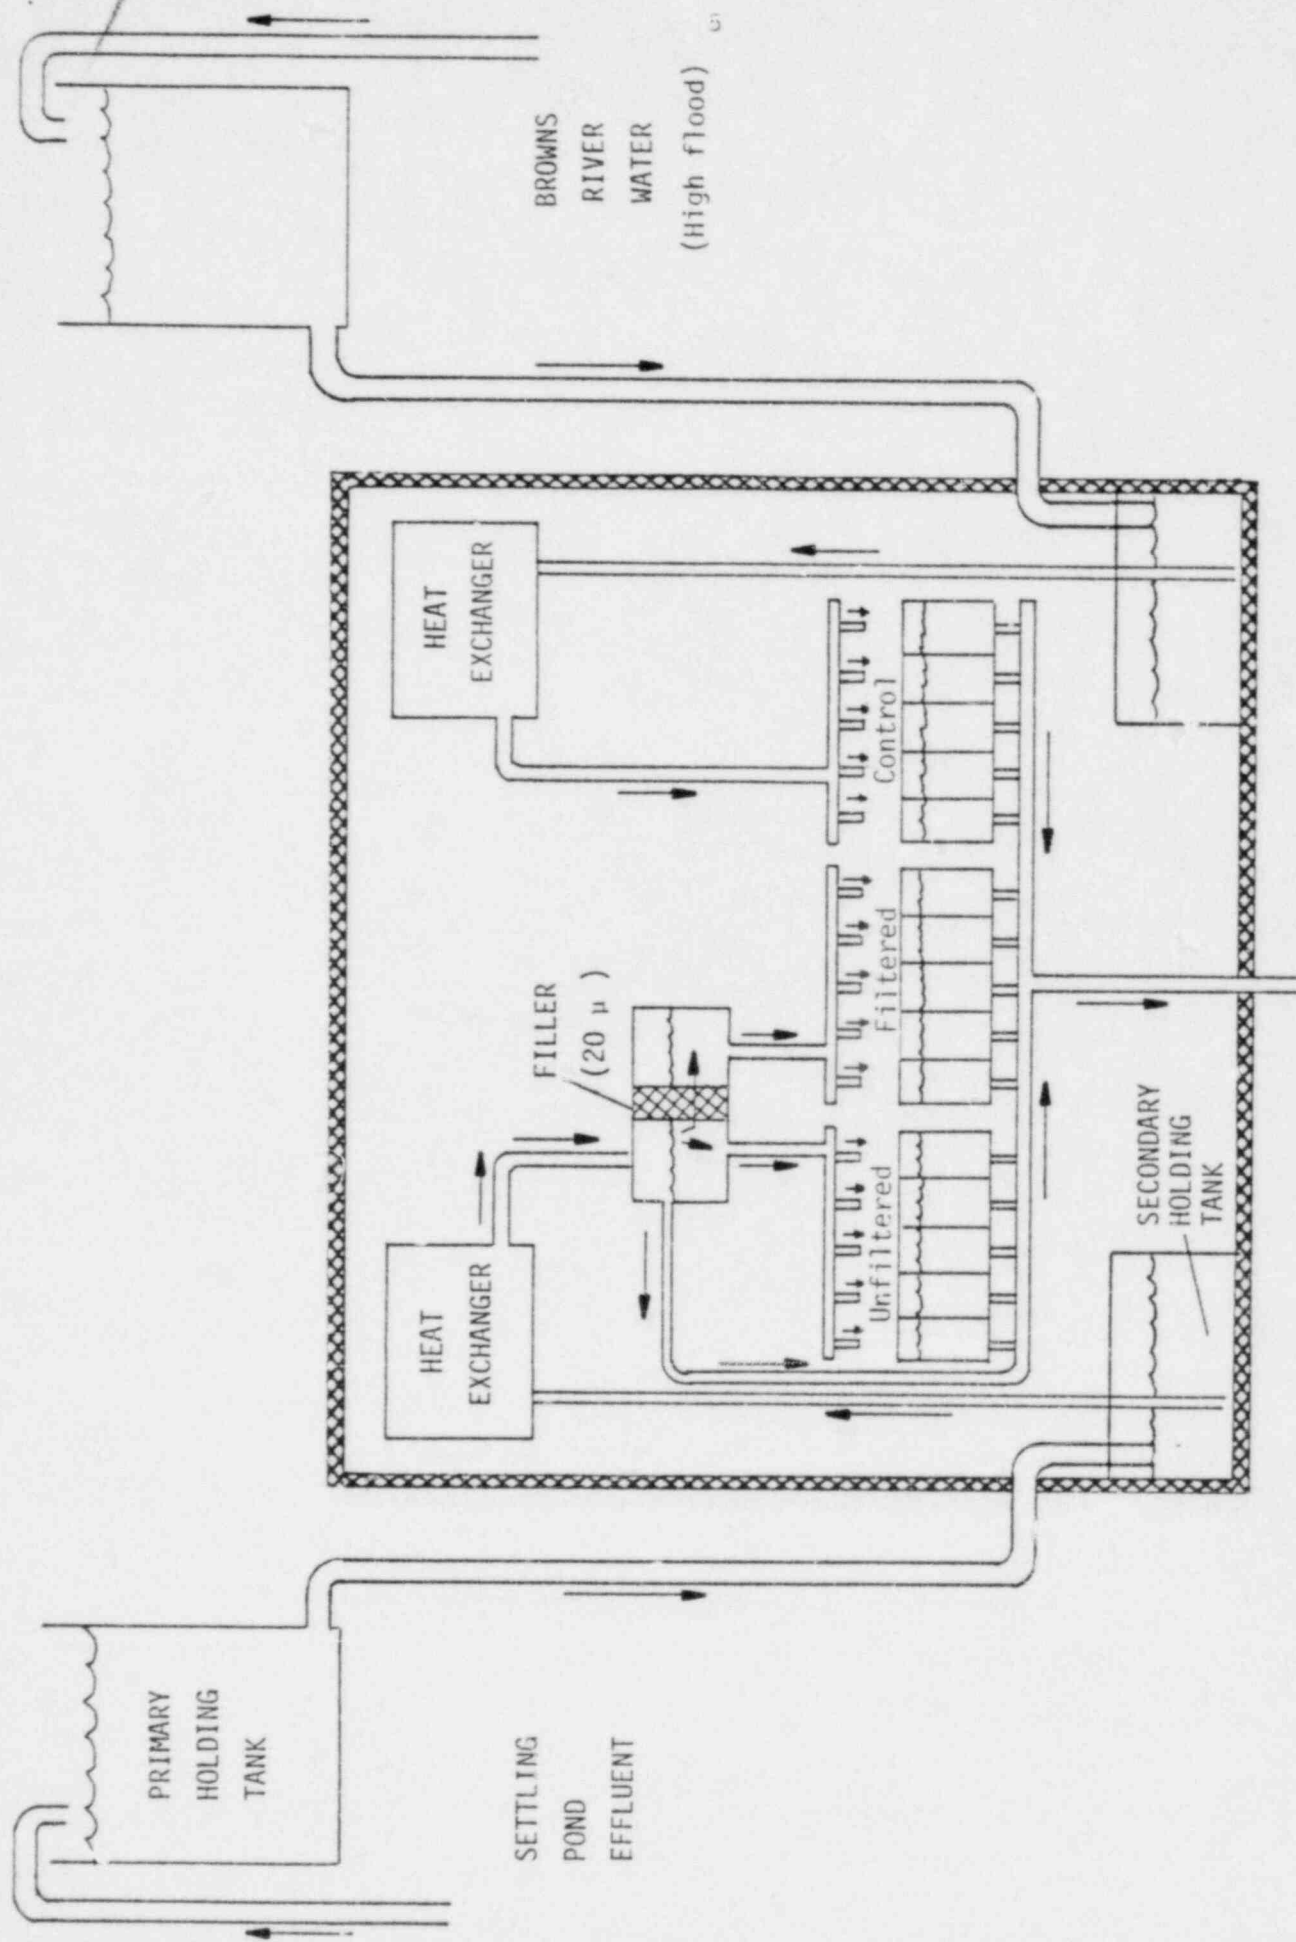 PRIMARY
HOLDING
TANK
SETTLING
POND
EFFLUENT
HEAT
EXCHANGER
FILLER
(20 μ )
HEAT
EXCHANGER
Unfiltered
Filtered
Control
SECONDARY
HOLDING
TANK
BROWNS
RIVER
WATER
(High flood)